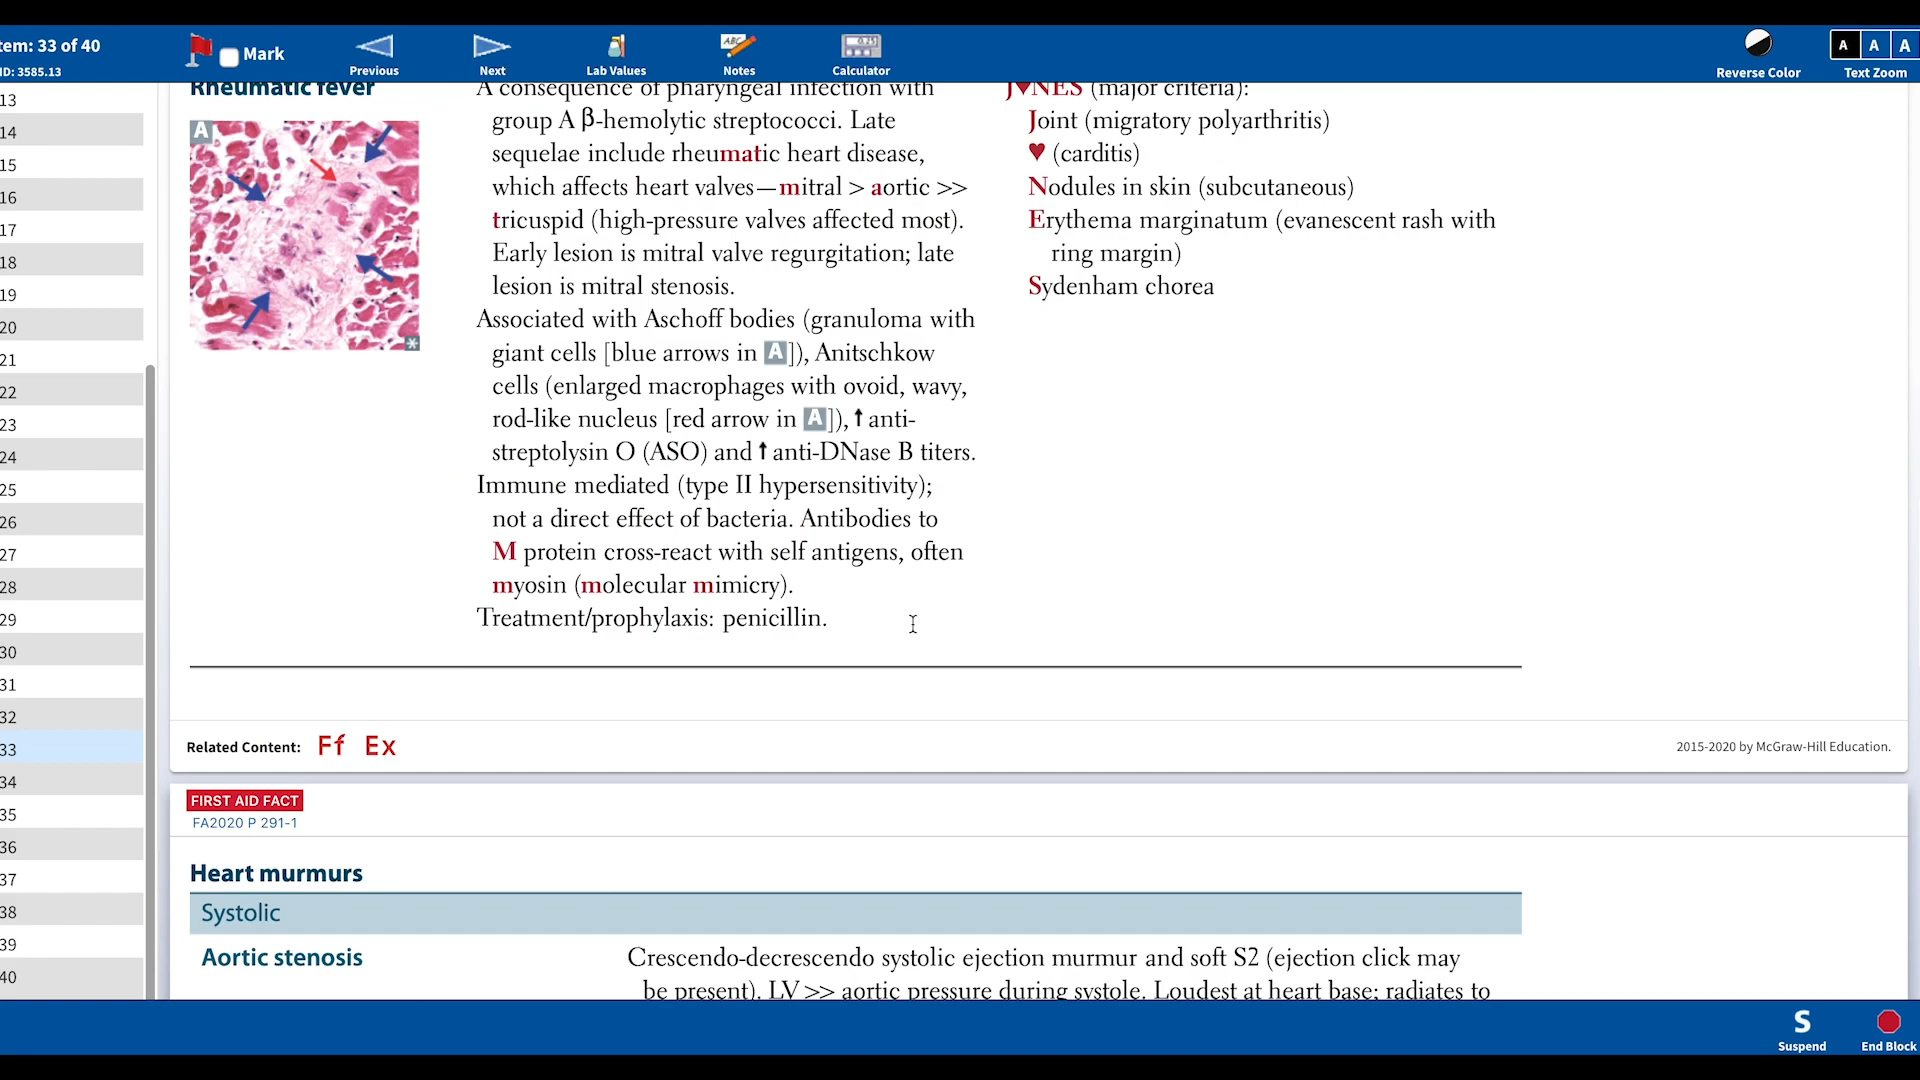 tem: 33 of 40
ID: 3585.13
Mark
Previous
Next
Lab Values
Notes
Calculator
Reverse Color
A A A
Text Zoom
13
14
15
16
17
18
19
20
21
22
23
24
25
26
27
28
29
30
31
32
33
34
35
36
37
38
39
40
Rheumatic fever
A
A consequence of pharyngeal infection with
group A β-hemolytic streptococci. Late
sequelae include rheumatic heart disease,
which affects heart valves—mitral > aortic >>
tricuspid (high-pressure valves affected most).
Early lesion is mitral valve regurgitation; late
lesion is mitral stenosis.
Associated with Aschoff bodies (granuloma with
giant cells [blue arrows in A]), Anitschkow
cells (enlarged macrophages with ovoid, wavy,
rod-like nucleus [red arrow in A]), ↑ anti-
streptolysin O (ASO) and ↑ anti-DNase B titers.
Immune mediated (type II hypersensitivity);
not a direct effect of bacteria. Antibodies to
M protein cross-react with self antigens, often
myosin (molecular mimicry).
Treatment/prophylaxis: penicillin.
J♥NES (major criteria):
Joint (migratory polyarthritis)
♥ (carditis)
Nodules in skin (subcutaneous)
Erythema marginatum (evanescent rash with
ring margin)
Sydenham chorea
Related Content: Ff Ex
2015-2020 by McGraw-Hill Education.
FIRST AID FACT
FA2020 P 291-1
Heart murmurs
Systolic
Aortic stenosis
Crescendo-decrescendo systolic ejection murmur and soft S2 (ejection click may
be present). LV >> aortic pressure during systole. Loudest at heart base; radiates to
S
Suspend
End Block